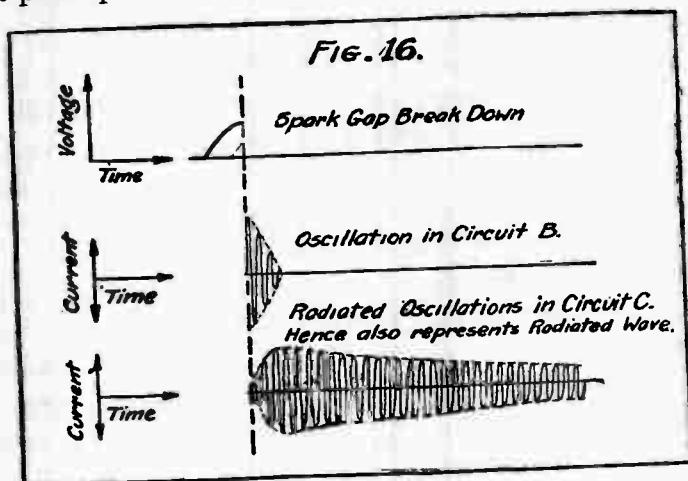 FIG. 16.
Voltage
Time
Spark Gap Break Down
Current
Time
Oscillation in Circuit B.
Radiated Oscillations in Circuit C.
Hence also represents Radiated Wave.
Current
Time